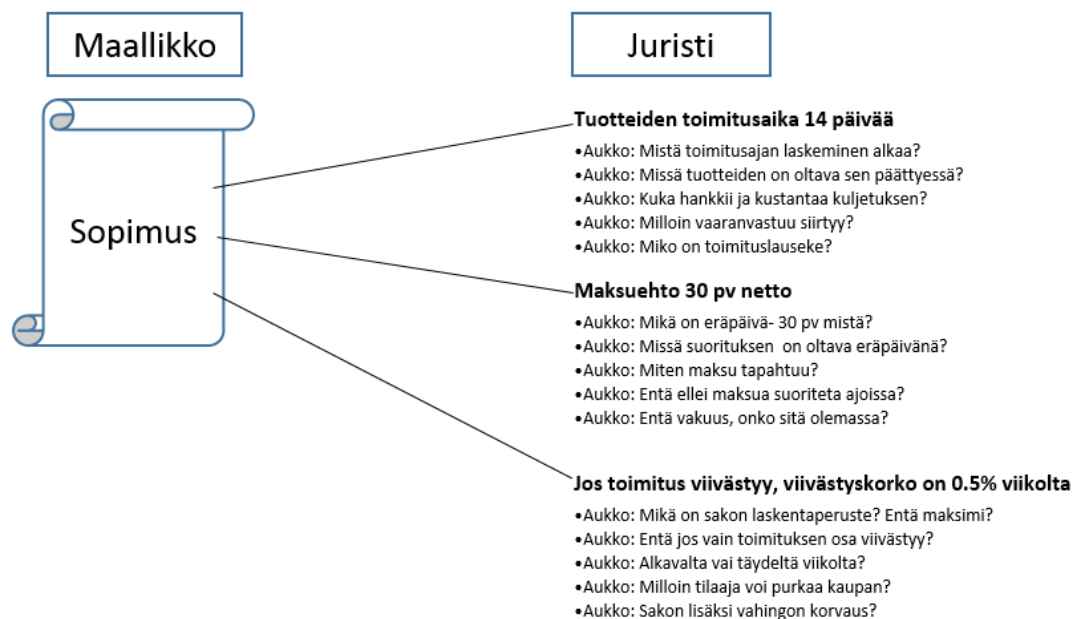 Maallikko
Juristi
Sopimus
Tuotteiden toimitusaika 14 päivää
•Aukko: Mistä toimitusajan laskeminen alkaa?
•Aukko: Missä tuotteiden on oltava sen päättyessä?
•Aukko: Kuka hankkii ja kustantaa kuljetuksen?
•Aukko: Milloin vaaranvastuu siirtyy?
•Aukko: Miko on toimituslauseke?
Maksuehto 30 pv netto
•Aukko: Mikä on eräpäivä- 30 pv mistä?
•Aukko: Missä suorituksen on oltava eräpäivänä?
•Aukko: Miten maksu tapahtuu?
•Aukko: Entä ellei maksua suoriteta ajoissa?
•Aukko: Entä vakuus, onko sitä olemassa?
Jos toimitus viivästyy, viivästyskorko on 0.5% viikolta
•Aukko: Mikä on sakon laskentaperuste? Entä maksimi?
•Aukko: Entä jos vain toimituksen osa viivästyy?
•Aukko: Alkavalta vai täydeltä viikolta?
•Aukko: Milloin tilaaja voi purkaa kaupan?
•Aukko: Sakon lisäksi vahingon korvaus?